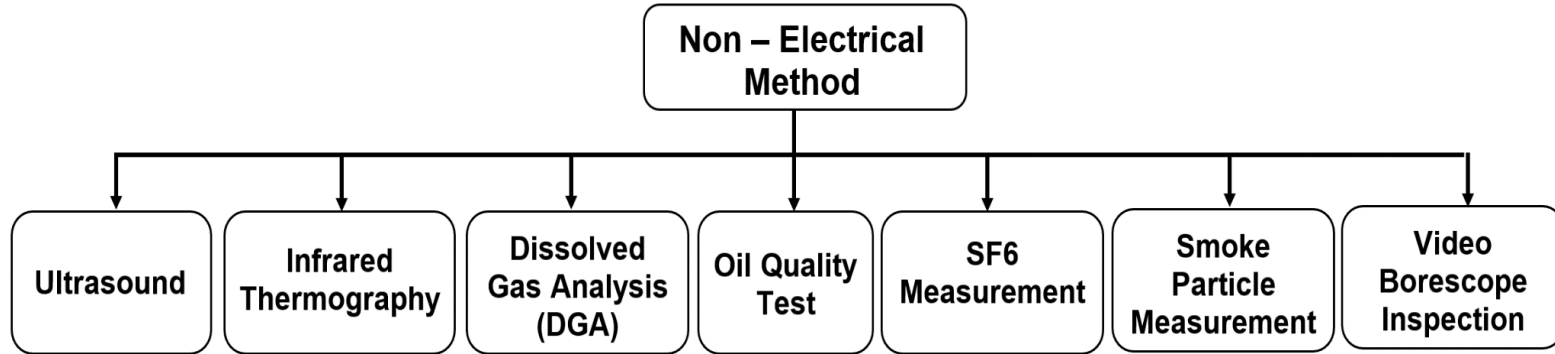 Non – Electrical
Method
Ultrasound
Infrared
Thermography
Dissolved
Gas Analysis
(DGA)
Oil Quality
Test
SF6
Measurement
Smoke
Particle
Measurement
Video
Borescope
Inspection